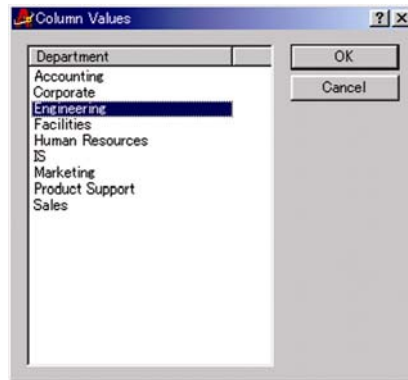 Column Values
Department
OK
Accounting
Corporate
Cancel
Engineering
Facilities
Human Resources
IS
Marketing
Product Support
Sales